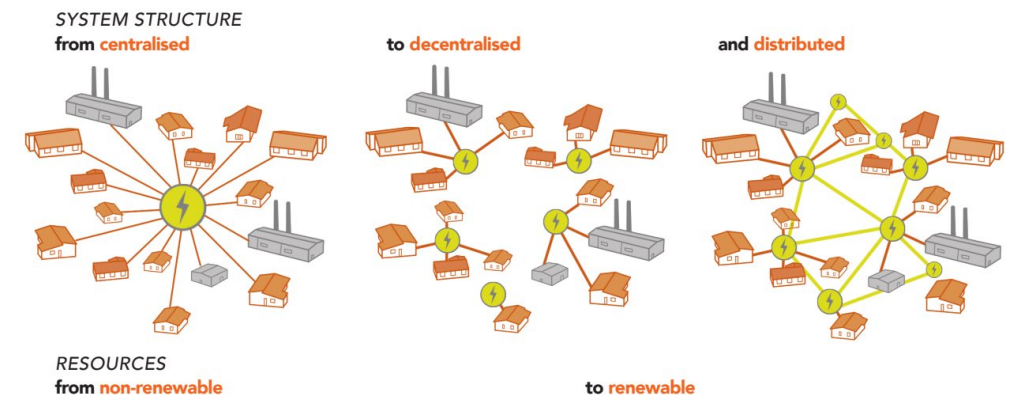 SYSTEM STRUCTURE
from centralised
to decentralised
and distributed
RESOURCES
from non-renewable
to renewable